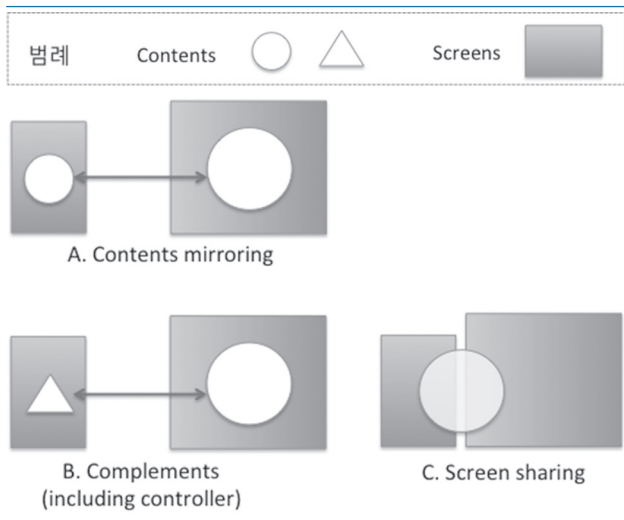 범례 Contents Screens
A. Contents mirroring
B. Complements
(including controller)
C. Screen sharing